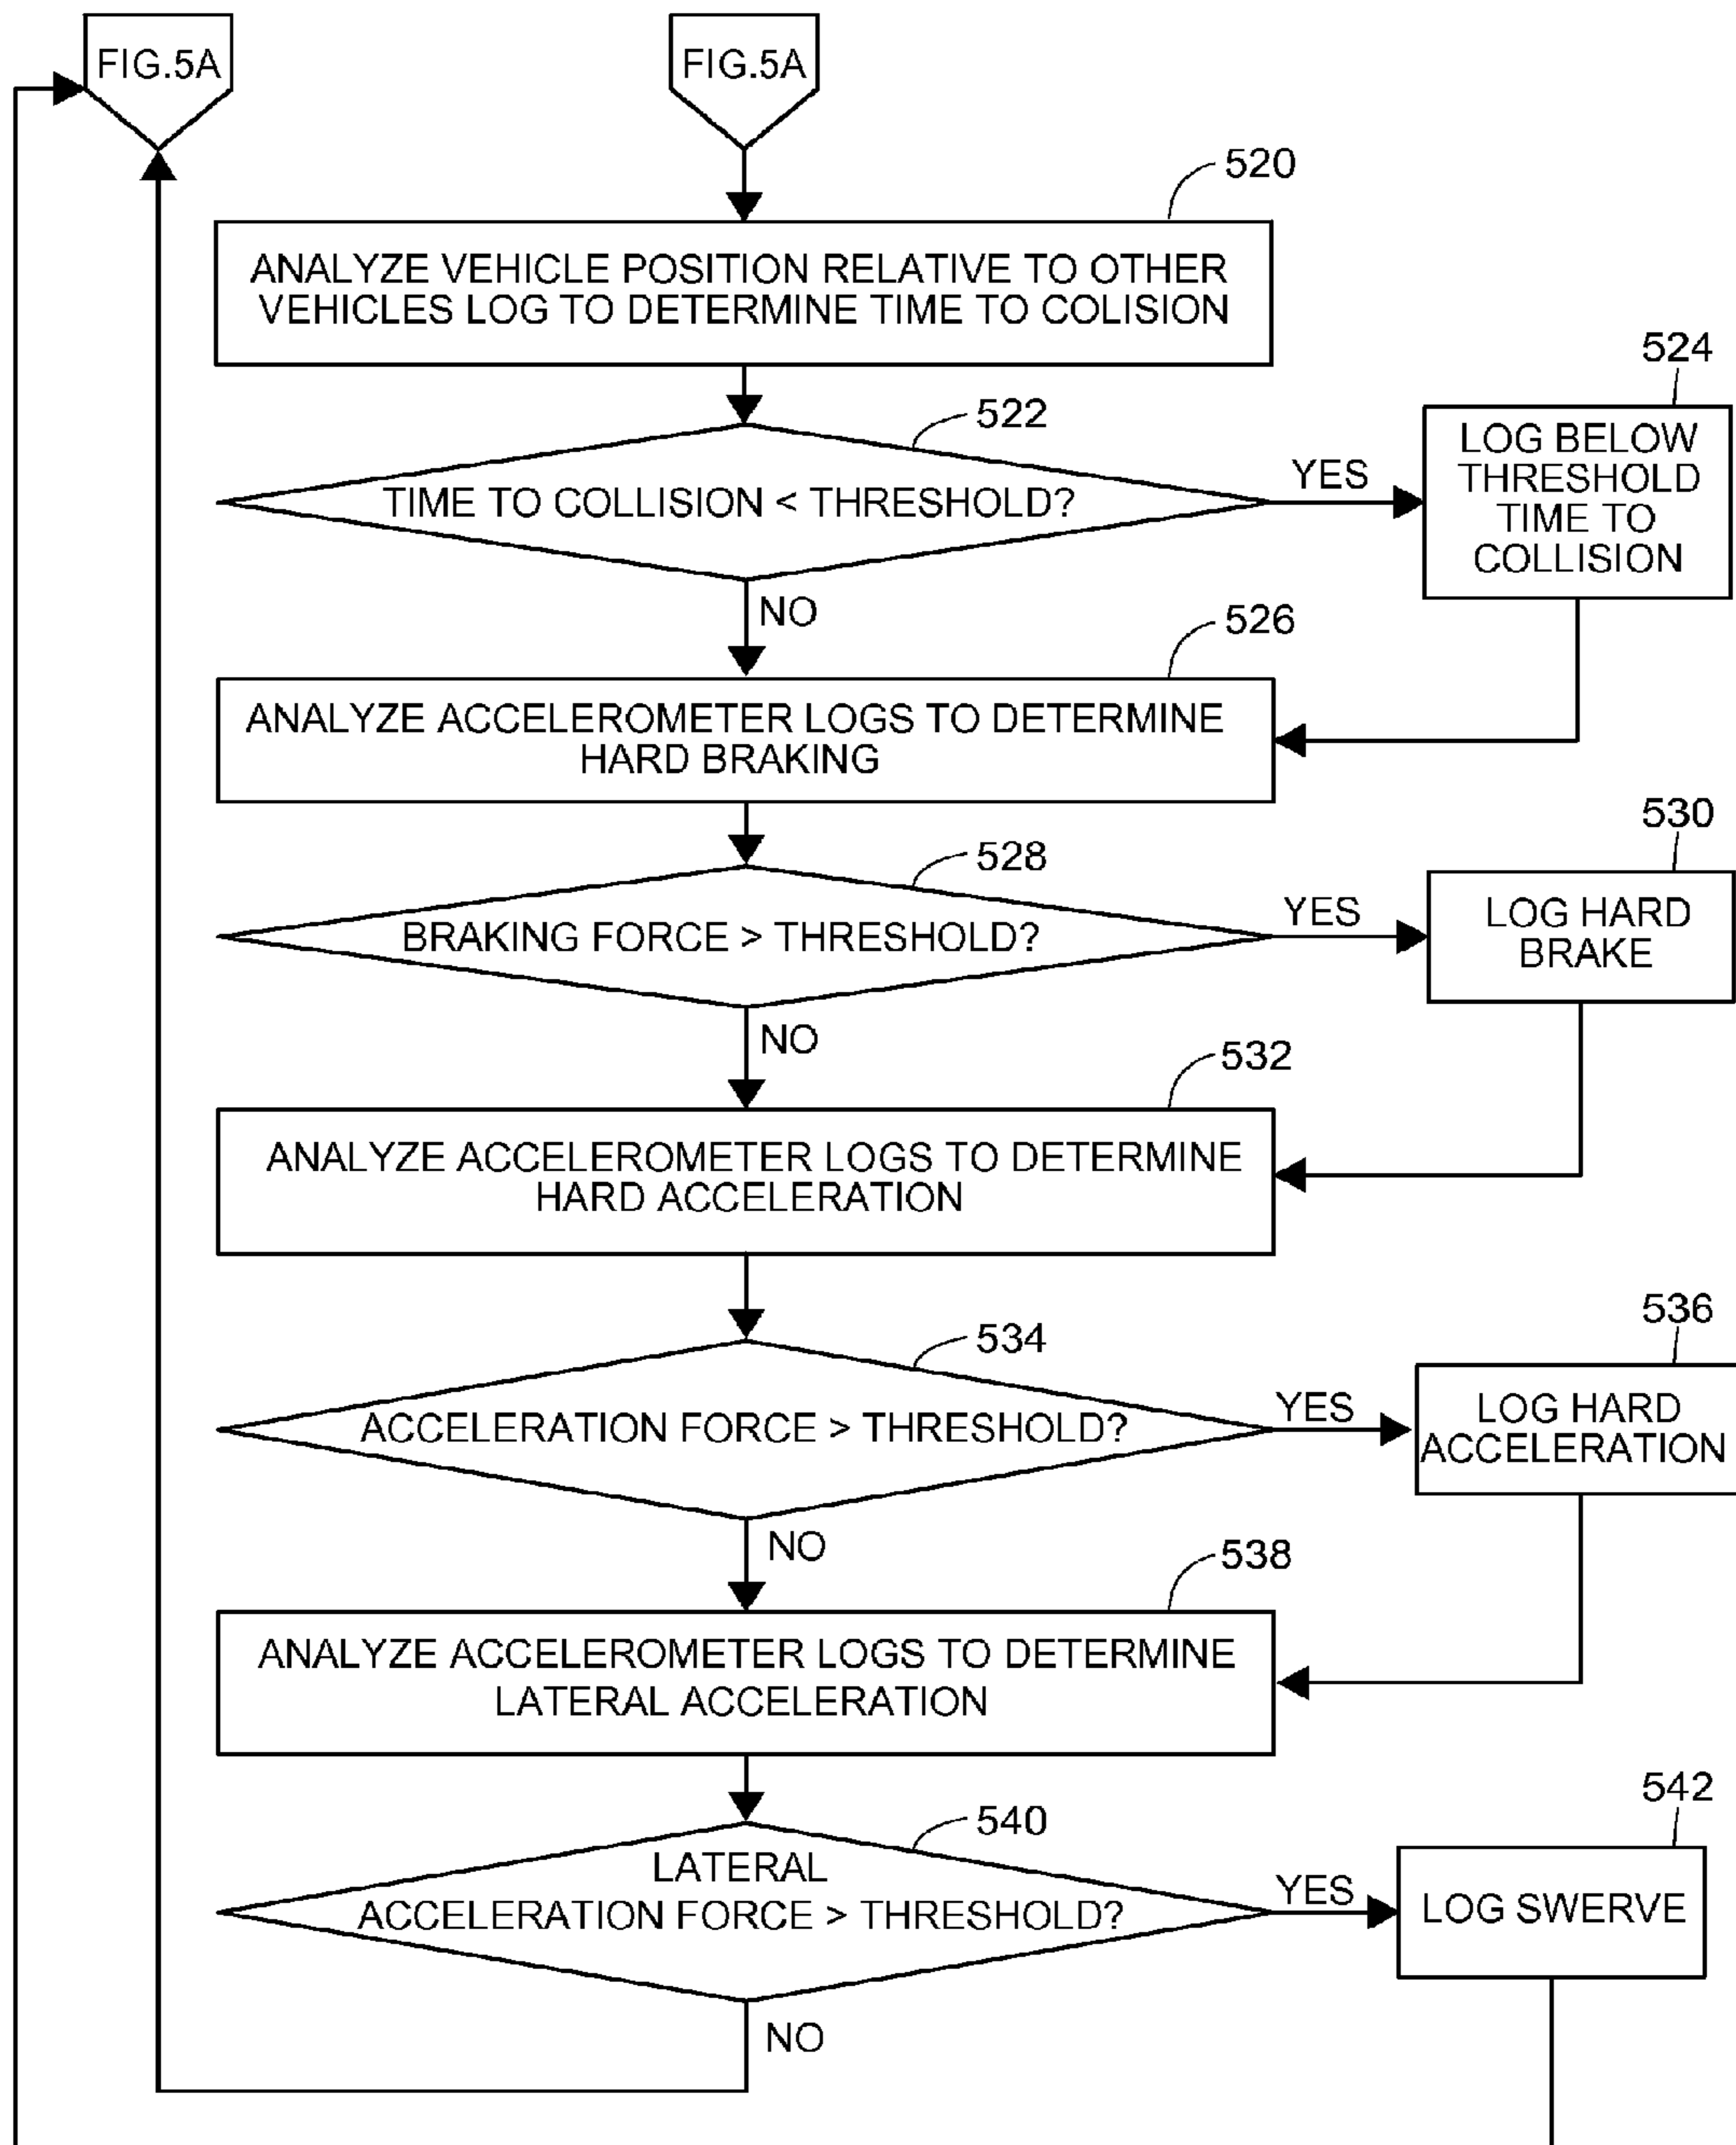 FIG.5A
FIG.5A
520
ANALYZE VEHICLE POSITION RELATIVE TO OTHER
VEHICLES LOG TO DETERMINE TIME TO COLISION
522
TIME TO COLLISION < THRESHOLD?
YES
524
LOG BELOW
THRESHOLD
TIME TO
COLLISION
NO
526
ANALYZE ACCELEROMETER LOGS TO DETERMINE
HARD BRAKING
528
BRAKING FORCE > THRESHOLD?
YES
530
LOG HARD
BRAKE
NO
532
ANALYZE ACCELEROMETER LOGS TO DETERMINE
HARD ACCELERATION
534
ACCELERATION FORCE > THRESHOLD?
YES
536
LOG HARD
ACCELERATION
NO
538
ANALYZE ACCELEROMETER LOGS TO DETERMINE
LATERAL ACCELERATION
540
LATERAL
ACCELERATION FORCE > THRESHOLD?
YES
542
LOG SWERVE
NO